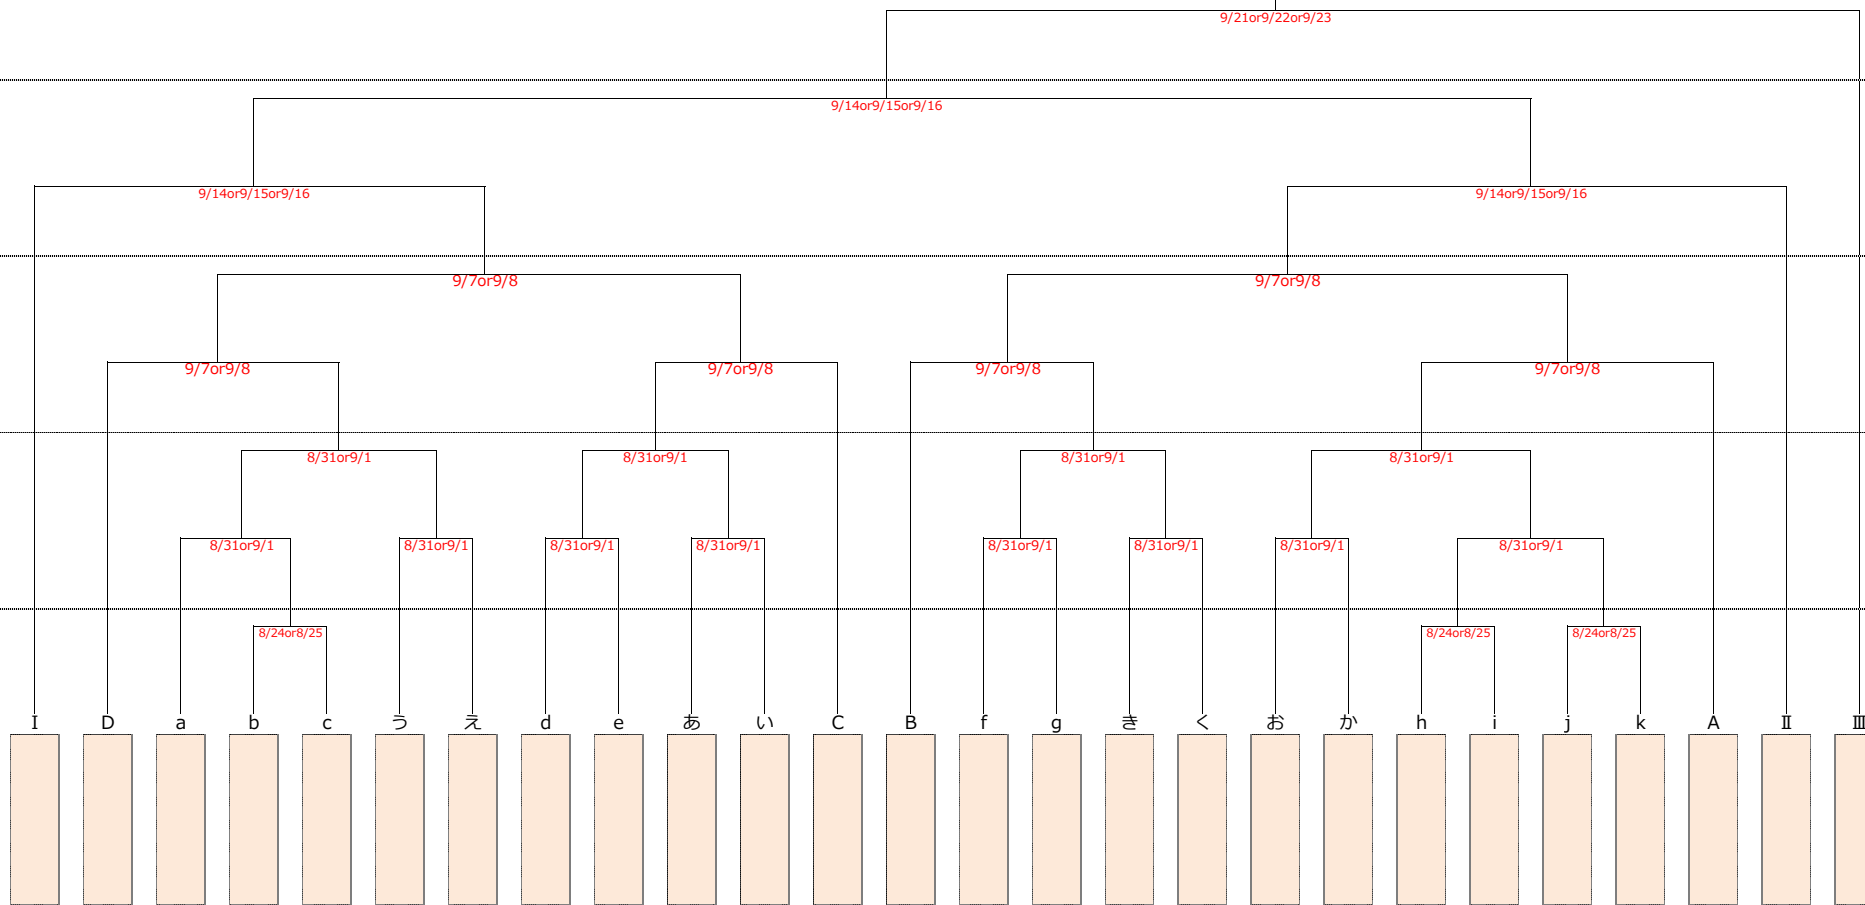 9/21or9/22or9/23
9/14or9/15or9/16
9/14or9/15or9/16 9/14or9/15or9/16
9/7or9/8 9/7or9/8
9/7or9/8 9/7or9/8 9/7or9/8 9/7or9/8
8/31or9/1 8/31or9/1 8/31or9/1 8/31or9/1
8/31or9/1 8/31or9/1 8/31or9/1 8/31or9/1 8/31or9/1 8/31or9/1 8/31or9/1 8/31or9/1
8/24or8/25 8/24or8/25 8/24or8/25
I D a b c う え d e あ い C B f g き く お か h i j k A Ⅱ Ⅲ